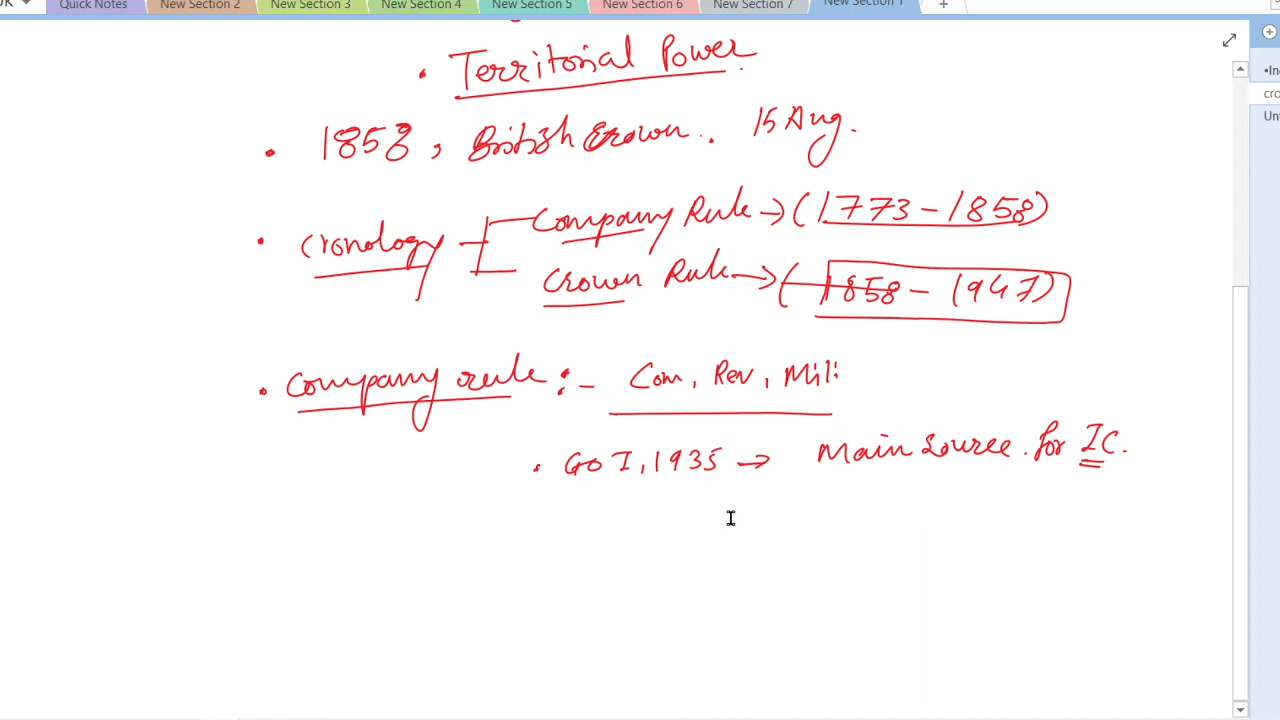 Quick Notes New Section 2 New Section 3 New Section 4 New Section 5 New Section 6 New Section 7 New Section 1 +
• Territorial Power
• 1858, British Crown. 15 Aug.
• Cronology Company Rule → (1773 - 1858)
Crown Rule → (1858 - 1947)
• Company rule :- Com, Rev, Mili
• GOI, 1935 → Main Source for IC.